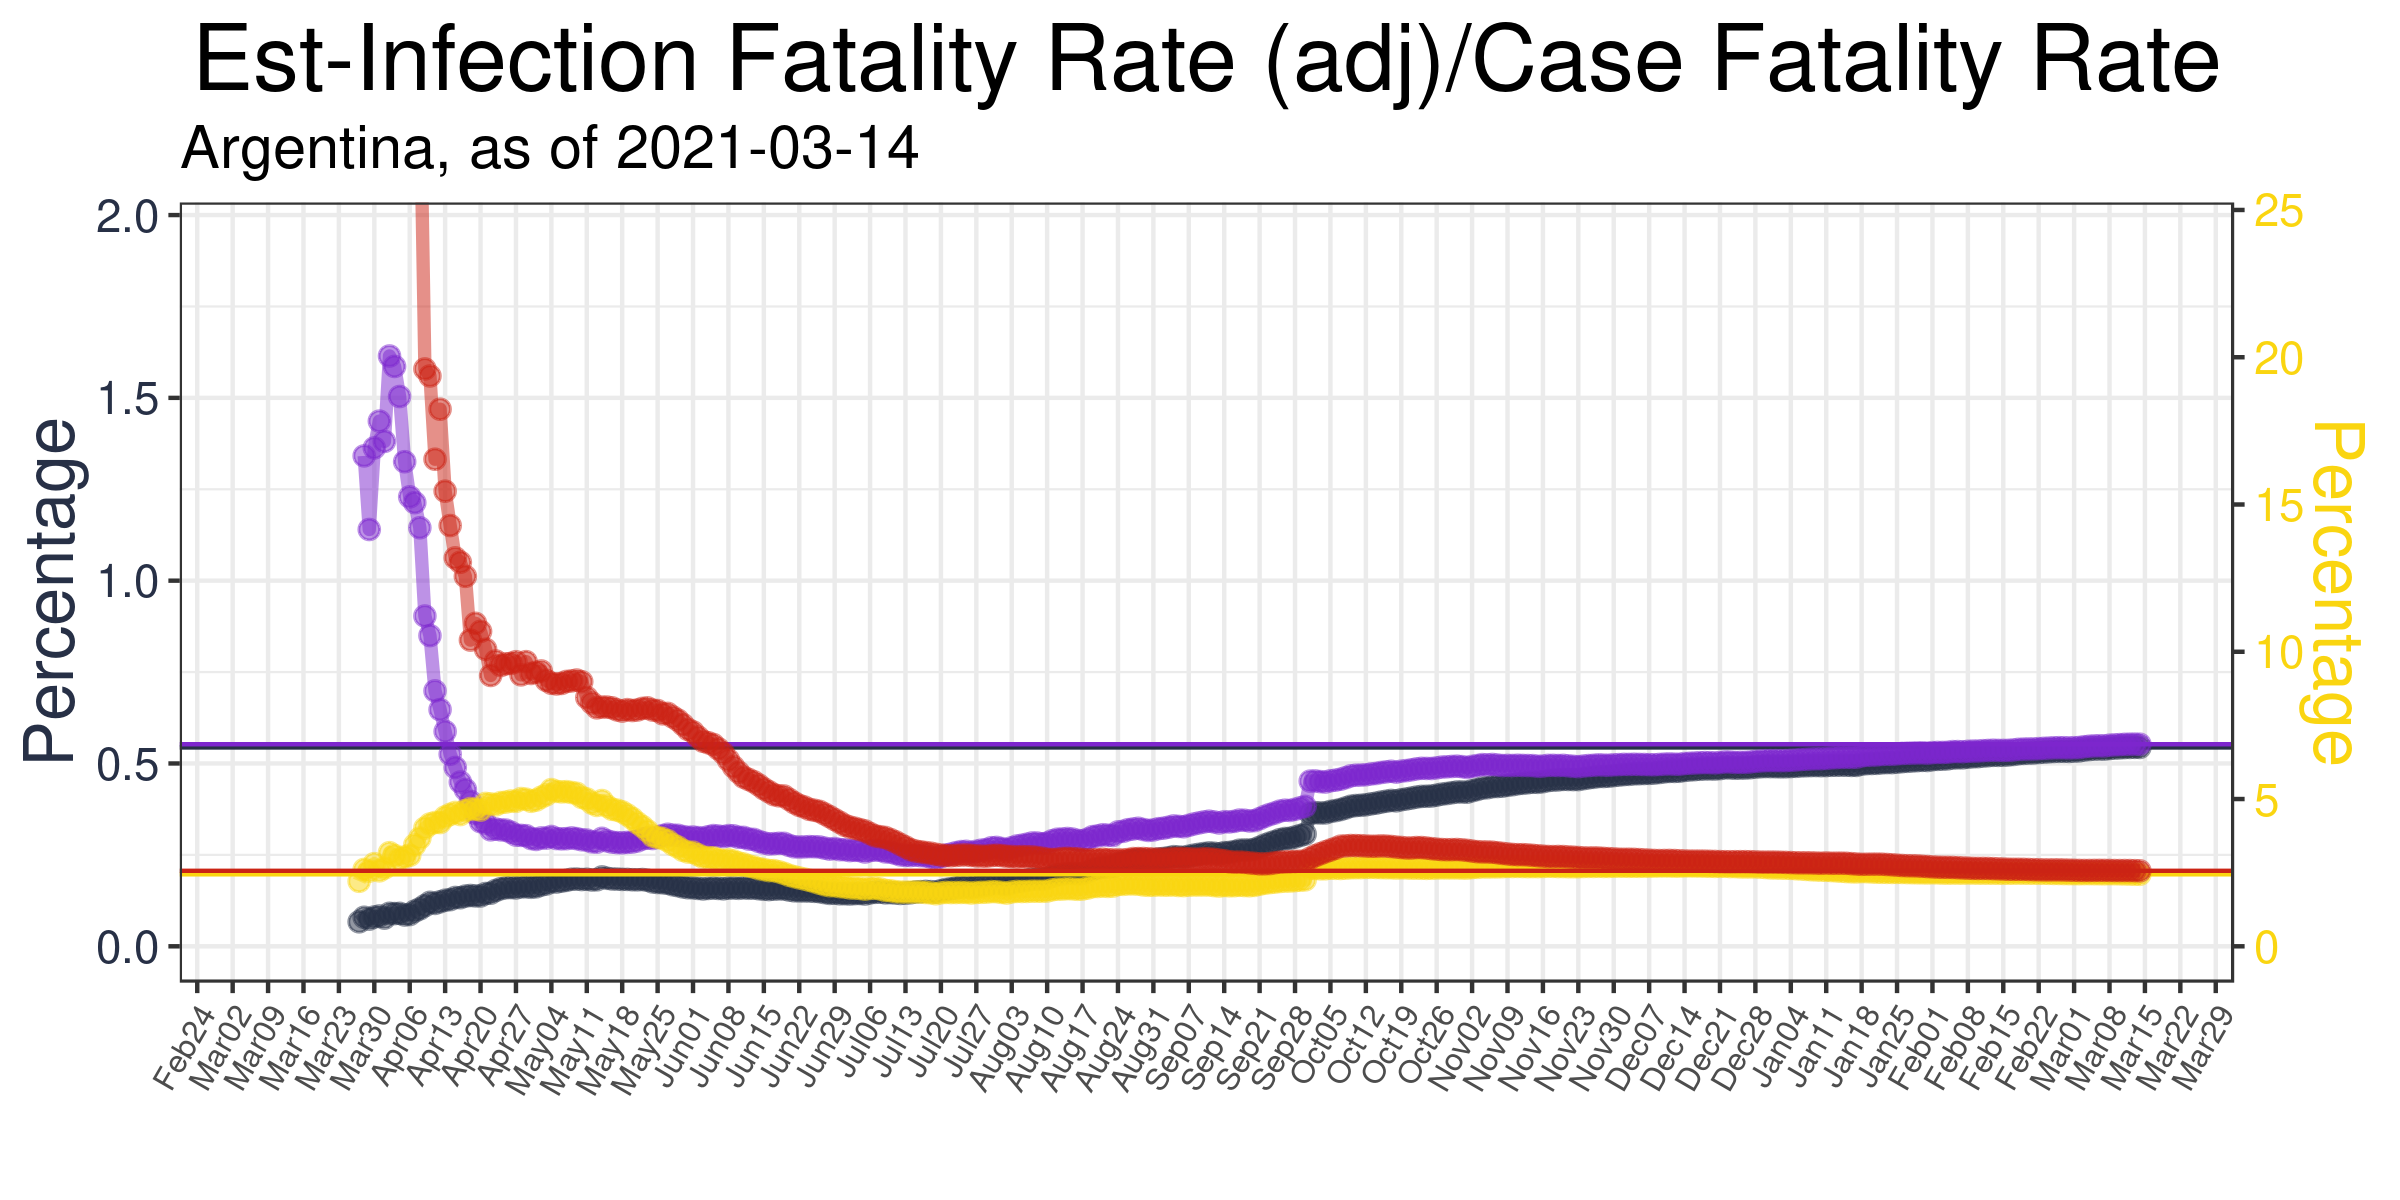 Est-Infection Fatality Rate (adj)/Case Fatality Rate
Argentina, as of 2021-03-14
Percentage
2.0
1.5
1.0
0.5
0.0
25
20
15
10
5
0
Percentage
Feb24
Mar02
Mar09
Mar16
Mar23
Mar30
Apr06
Apr13
Apr20
Apr27
May04
May11
May18
May25
Jun01
Jun08
Jun15
Jun22
Jun29
Jul06
Jul13
Jul20
Jul27
Aug03
Aug10
Aug17
Aug24
Aug31
Sep07
Sep14
Sep21
Sep28
Oct05
Oct12
Oct19
Oct26
Nov02
Nov09
Nov16
Nov23
Nov30
Dec07
Dec14
Dec21
Dec28
Jan04
Jan11
Jan18
Jan25
Feb01
Feb08
Feb15
Feb22
Mar01
Mar08
Mar15
Mar22
Mar29